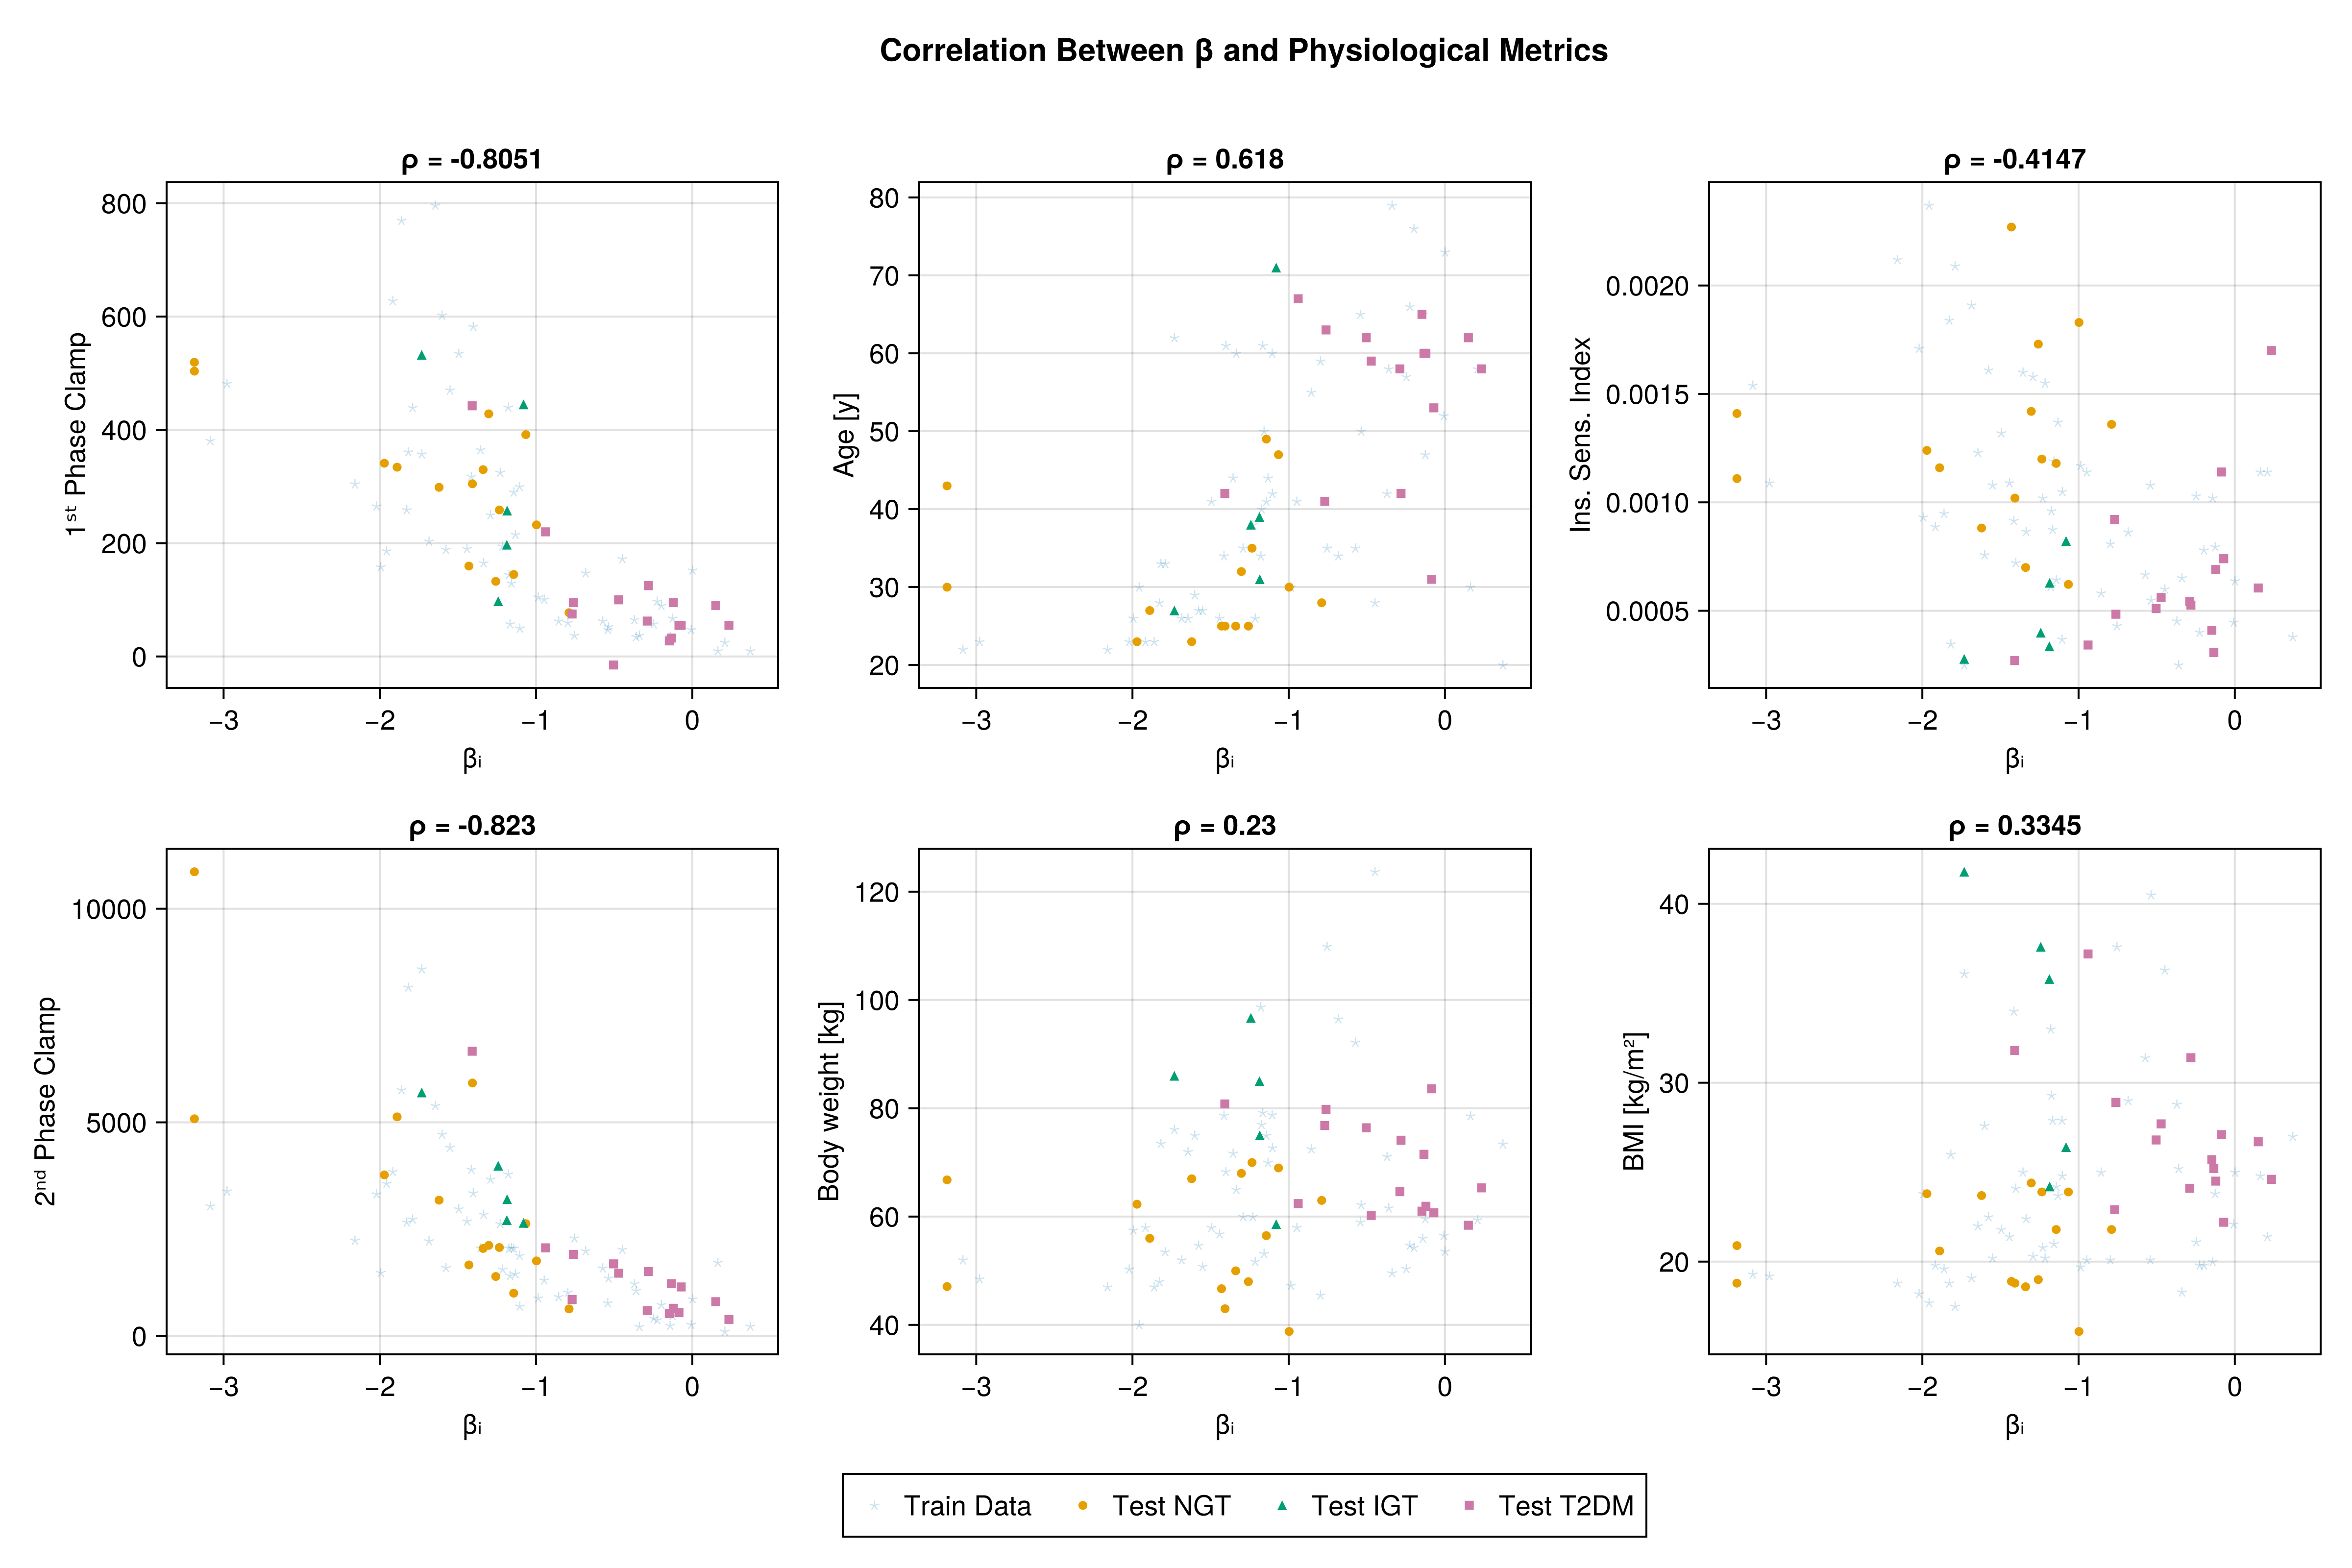 Correlation Between β and Physiological Metrics
ρ = -0.8051
800
600
400
200
0
1ˢᵗ Phase Clamp
−3 −2 −1 0
βᵢ
ρ = 0.618
80
70
60
50
40
30
20
Age [y]
−3 −2 −1 0
βᵢ
ρ = -0.4147
0.0020
0.0015
0.0010
0.0005
Ins. Sens. Index
−3 −2 −1 0
βᵢ
ρ = -0.823
10000
5000
0
2ⁿᵈ Phase Clamp
−3 −2 −1 0
βᵢ
ρ = 0.23
120
100
80
60
40
Body weight [kg]
−3 −2 −1 0
βᵢ
ρ = 0.3345
40
30
20
BMI [kg/m²]
−3 −2 −1 0
βᵢ
Train Data Test NGT Test IGT Test T2DM